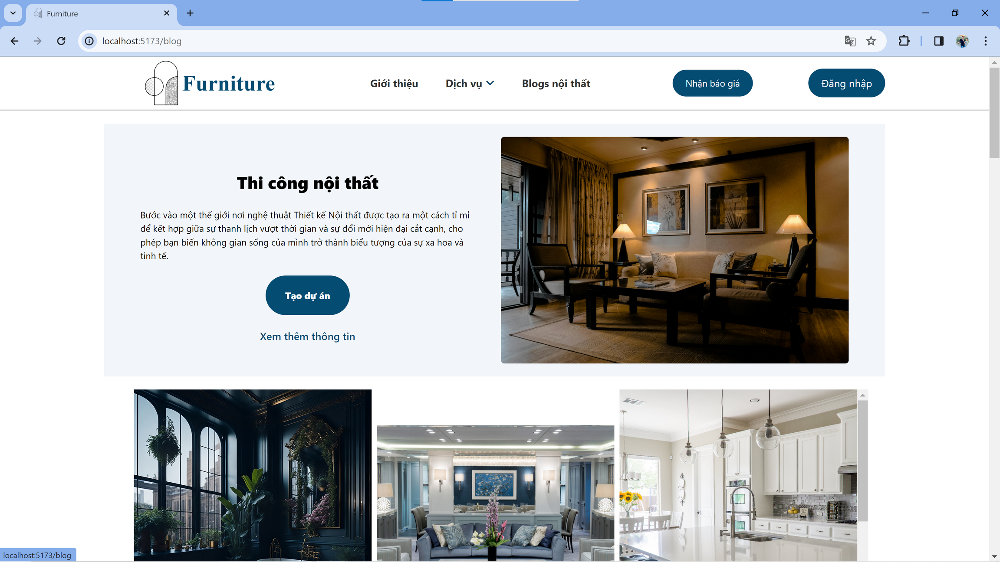 Furniture
localhost:5173/blog
Furniture
Giới thiệu
Dịch vụ
Blogs nội thất
Nhận báo giá
Đăng nhập
Thi công nội thất
Bước vào một thế giới nơi nghệ thuật Thiết kế Nội thất được tạo ra một cách tỉ mỉ
để kết hợp giữa sự thanh lịch vượt thời gian và sự đổi mới hiện đại cắt cạnh, cho
phép bạn biến không gian sống của mình trở thành biểu tượng của sự xa hoa và
tinh tế.
Tạo dự án
Xem thêm thông tin
localhost:5173/blog